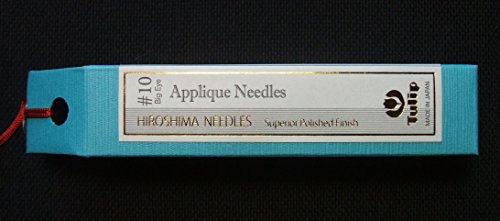 #10
Big Eye
Applique Needles
HIROSHIMA NEEDLES Superior Polished Finish
Tulip
MADE IN JAPAN